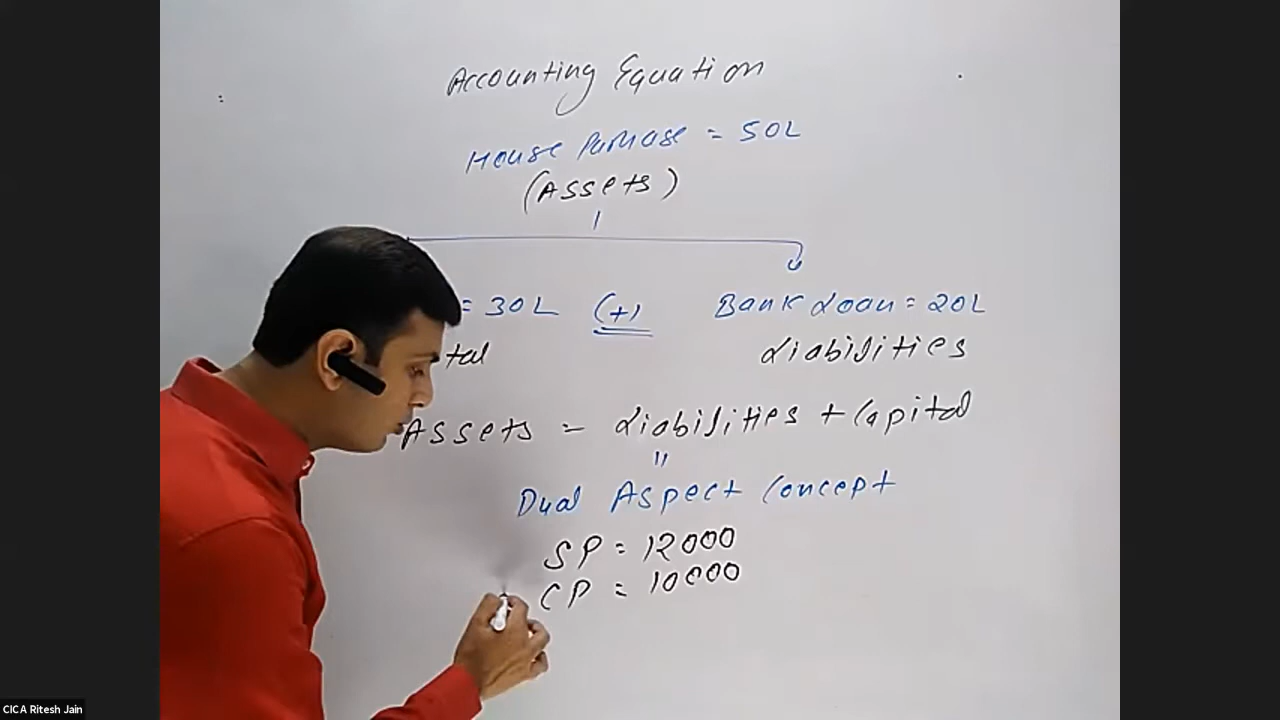 Accounting Equation
House Purhase = 50L
(Assets)
= 30L (+) Bank Loan = 20L
tal Liabilities
Assets = Liabilities + Capital
"
Dual Aspect Concept
SP = 12000
CP = 10000
CICA Ritesh Jain